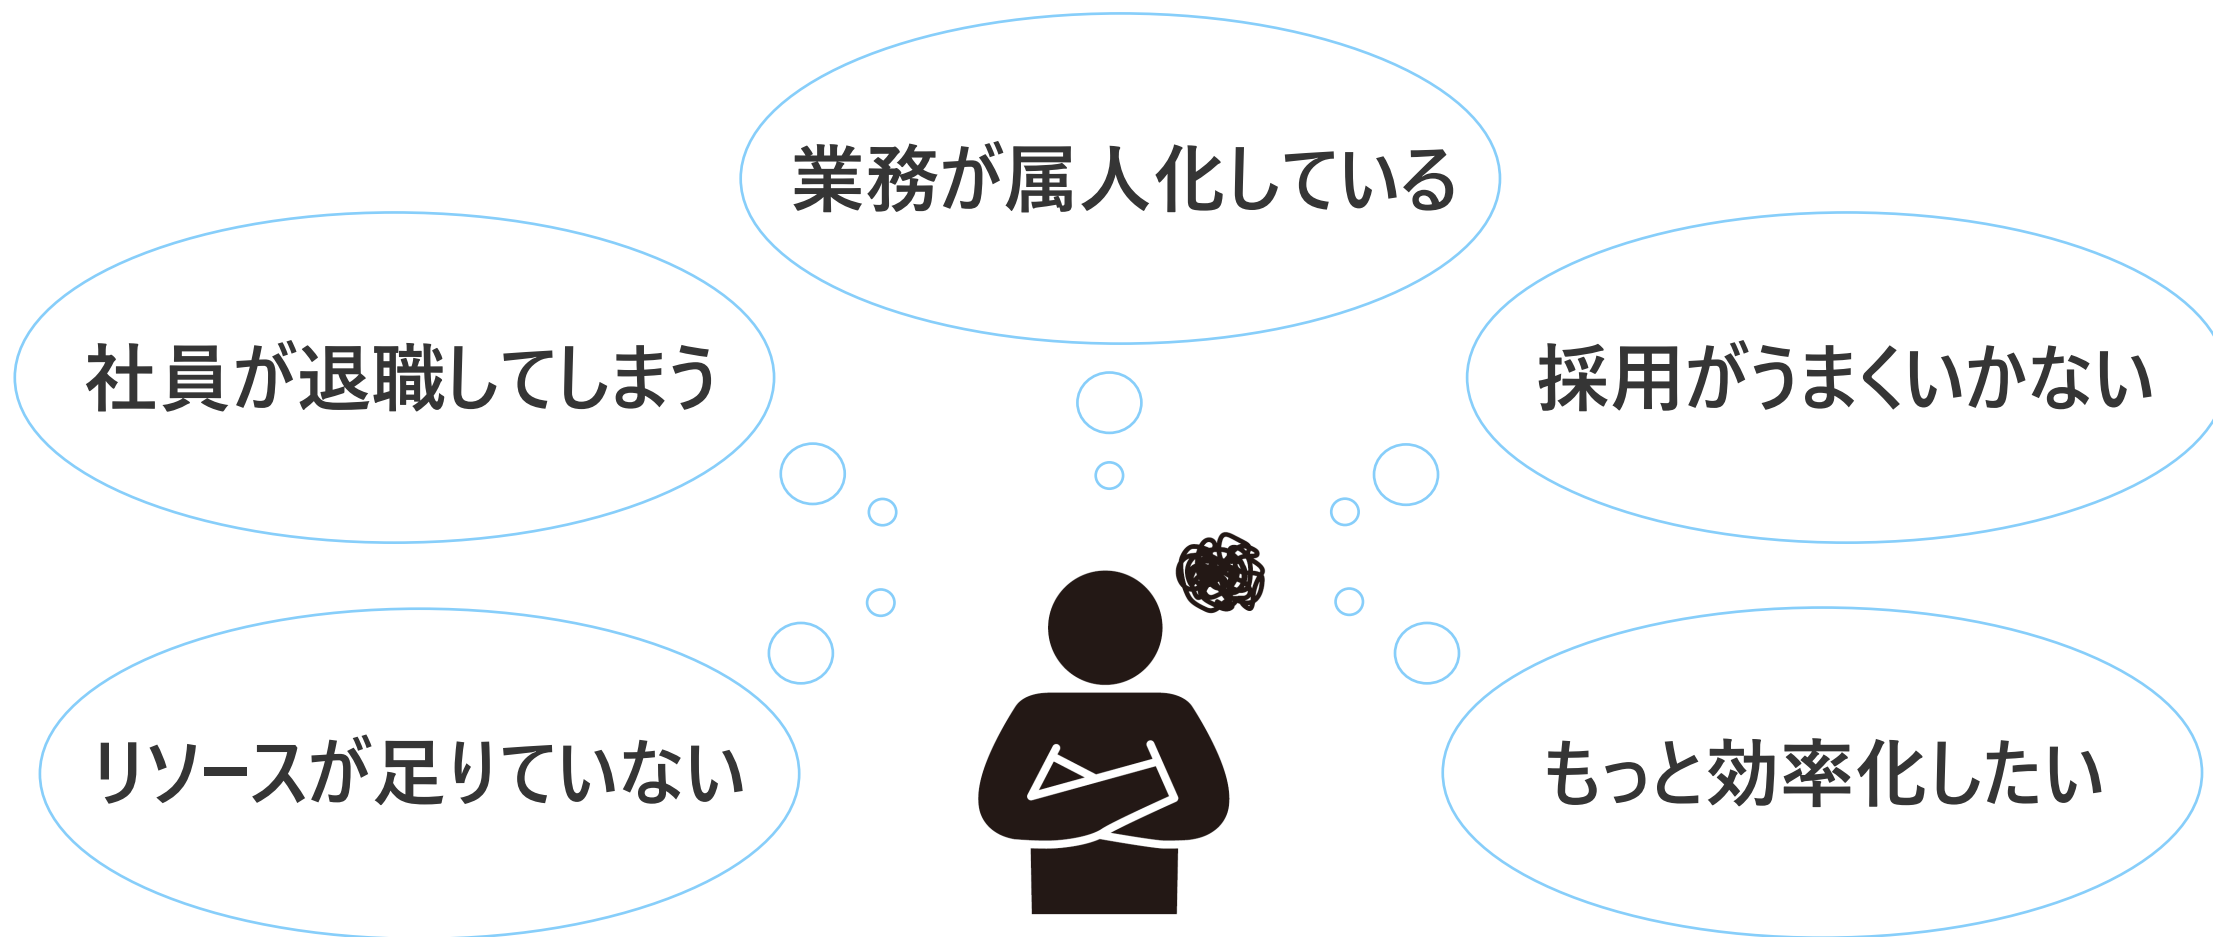 業務が属人化している
社員が退職してしまう
採用がうまくいかない
リソースが足りていない
もっと効率化したい